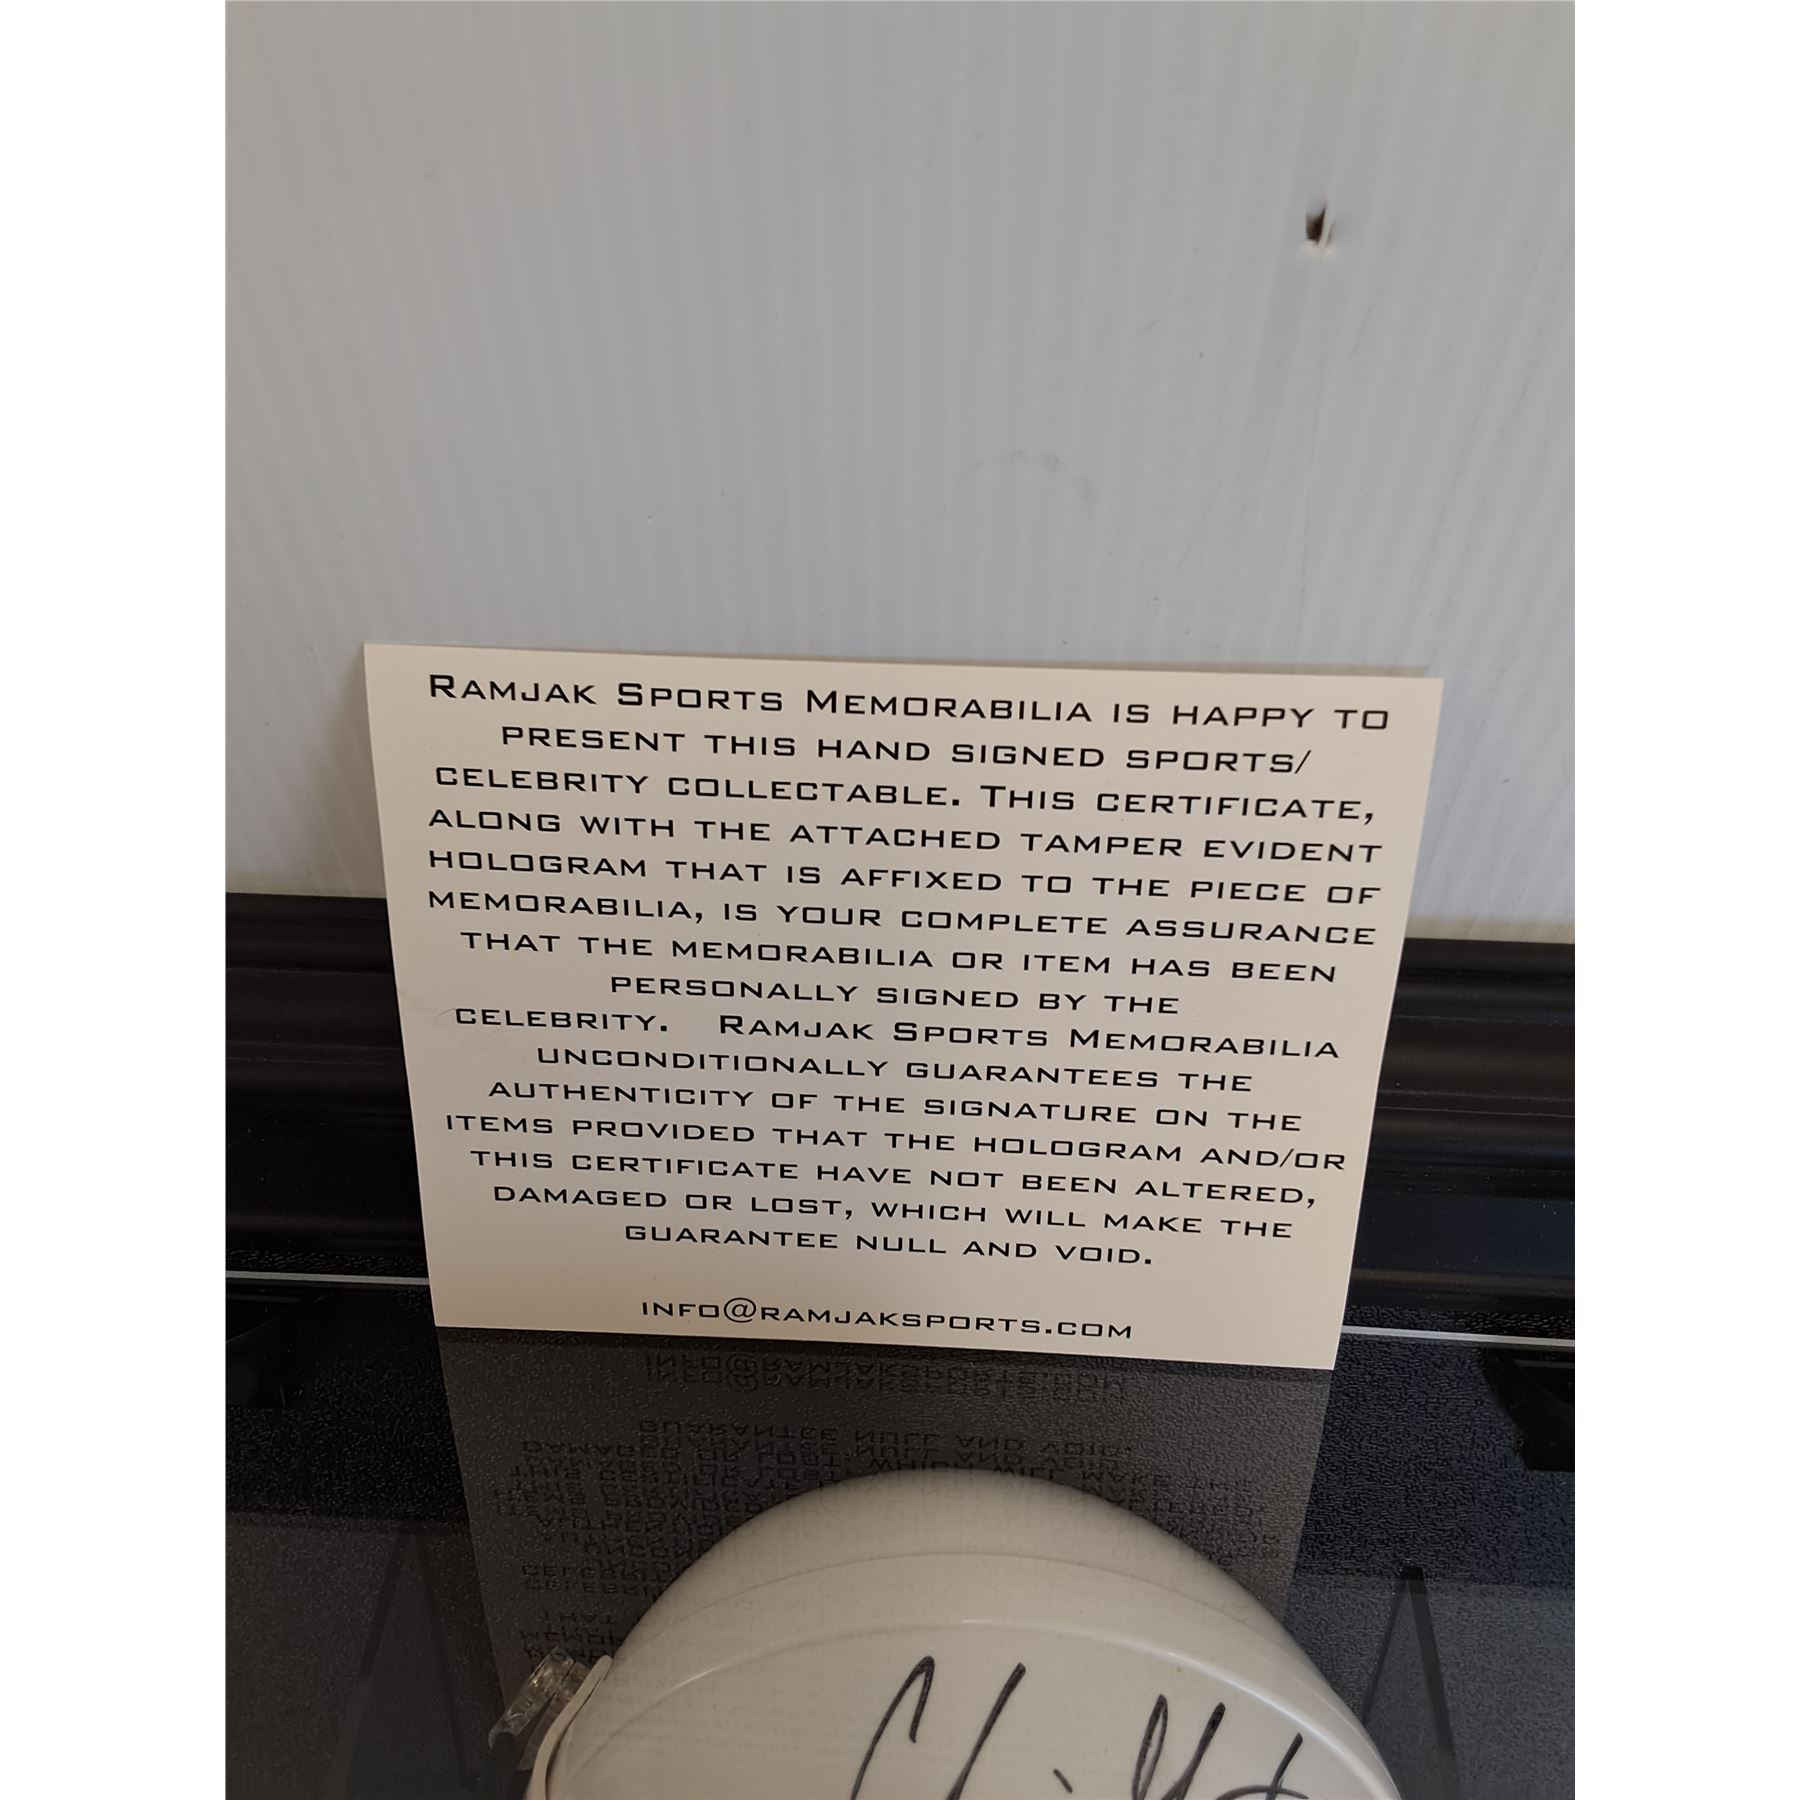 Ramjak Sports Memorabilia is happy to
present this hand signed sports/
celebrity collectable. This certificate,
along with the attached tamper evident
hologram that is affixed to the piece of
memorabilia, is your complete assurance
that the memorabilia or item has been
personally signed by the
celebrity. Ramjak Sports Memorabilia
unconditionally guarantees the
authenticity of the signature on the
items provided that the hologram and/or
this certificate have not been altered,
damaged or lost, which will make the
guarantee null and void.
info@ramjaksports.com